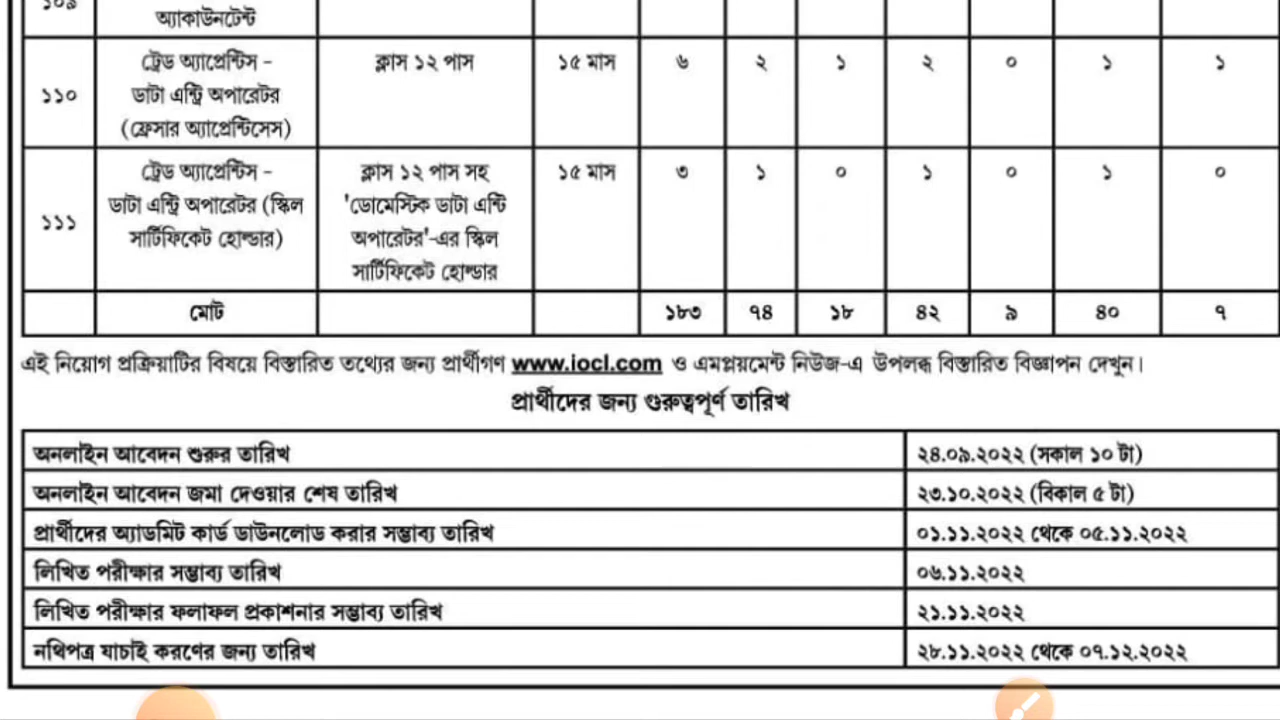 ১০৯
অ্যাকাউনটেন্ট
ট্রেড অ্যাপ্রেন্টিস - ক্লাস ১২ পাস ১৫ মাস ৬ ২ ১ ২ ০ ১ ১
১১০ ডাটা এন্ট্রি অপারেটর
(ফ্রেসার অ্যাপ্রেন্টিসেস)
ট্রেড অ্যাপ্রেন্টিস - ক্লাস ১২ পাস সহ ১৫ মাস ৩ ১ ০ ১ ০ ১ ০
ডাটা এন্ট্রি অপারেটর (স্কিল 'ডোমেস্টিক ডাটা এন্টি
১১১ সার্টিফিকেট হোল্ডার) অপারেটর'-এর স্কিল
সার্টিফিকেট হোল্ডার
মোট ১৮৩ ৭৪ ১৮ ৪২ ৯ ৪০ ৭
এই নিয়োগ প্রক্রিয়াটির বিষয়ে বিস্তারিত তথ্যের জন্য প্রার্থীগণ www.iocl.com ও এমপ্লয়মেন্ট নিউজ-এ উপলব্ধ বিস্তারিত বিজ্ঞাপন দেখুন।
প্রার্থীদের জন্য গুরুত্বপূর্ণ তারিখ
অনলাইন আবেদন শুরুর তারিখ ২৪.০৯.২০২২ (সকাল ১০ টা)
অনলাইন আবেদন জমা দেওয়ার শেষ তারিখ ২৩.১০.২০২২ (বিকাল ৫ টা)
প্রার্থীদের অ্যাডমিট কার্ড ডাউনলোড করার সম্ভাব্য তারিখ ০১.১১.২০২২ থেকে ০৫.১১.২০২২
লিখিত পরীক্ষার সম্ভাব্য তারিখ ০৬.১১.২০২২
লিখিত পরীক্ষার ফলাফল প্রকাশনার সম্ভাব্য তারিখ ২১.১১.২০২২
নথিপত্র যাচাই করণের জন্য তারিখ ২৮.১১.২০২২ থেকে ০৭.১২.২০২২